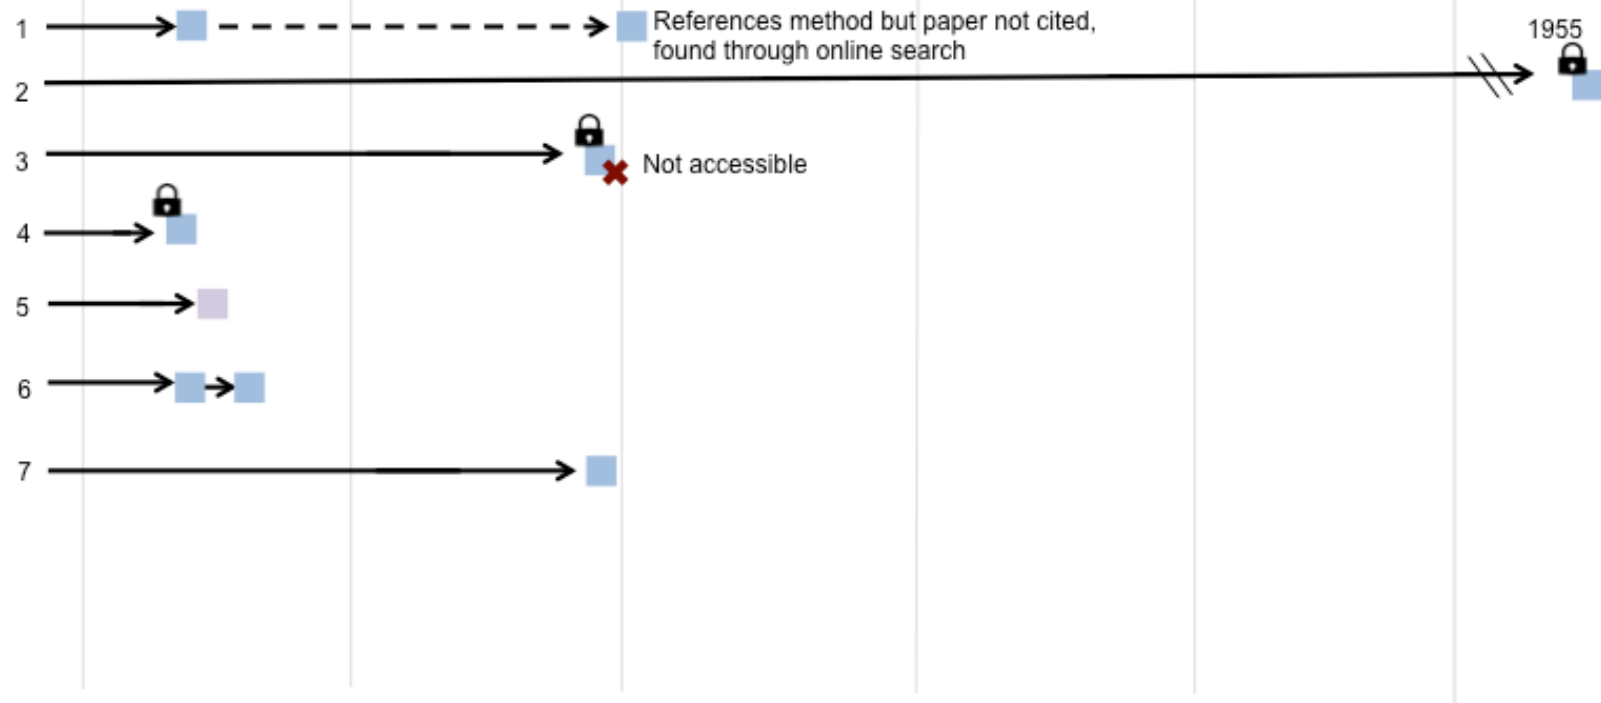 1
References method but paper not cited,
found through online search
1955
2
3
Not accessible
4
5
6
7